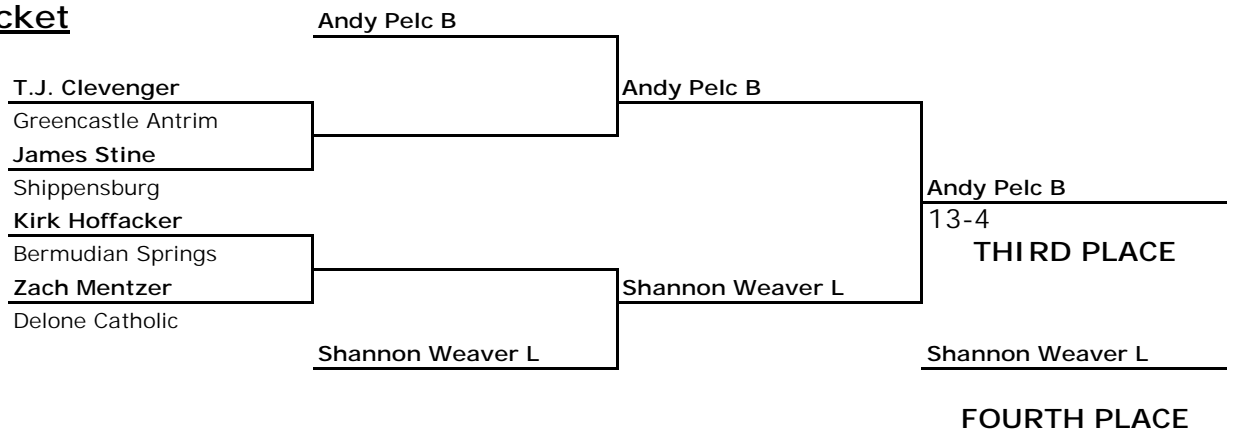 cket
Andy Pelc B
T.J. Clevenger
Andy Pelc B
Greencastle Antrim
James Stine
Shippensburg
Andy Pelc B
Kirk Hoffacker
13-4
Bermudian Springs
THIRD PLACE
Zach Mentzer
Shannon Weaver L
Delone Catholic
Shannon Weaver L
Shannon Weaver L
FOURTH PLACE